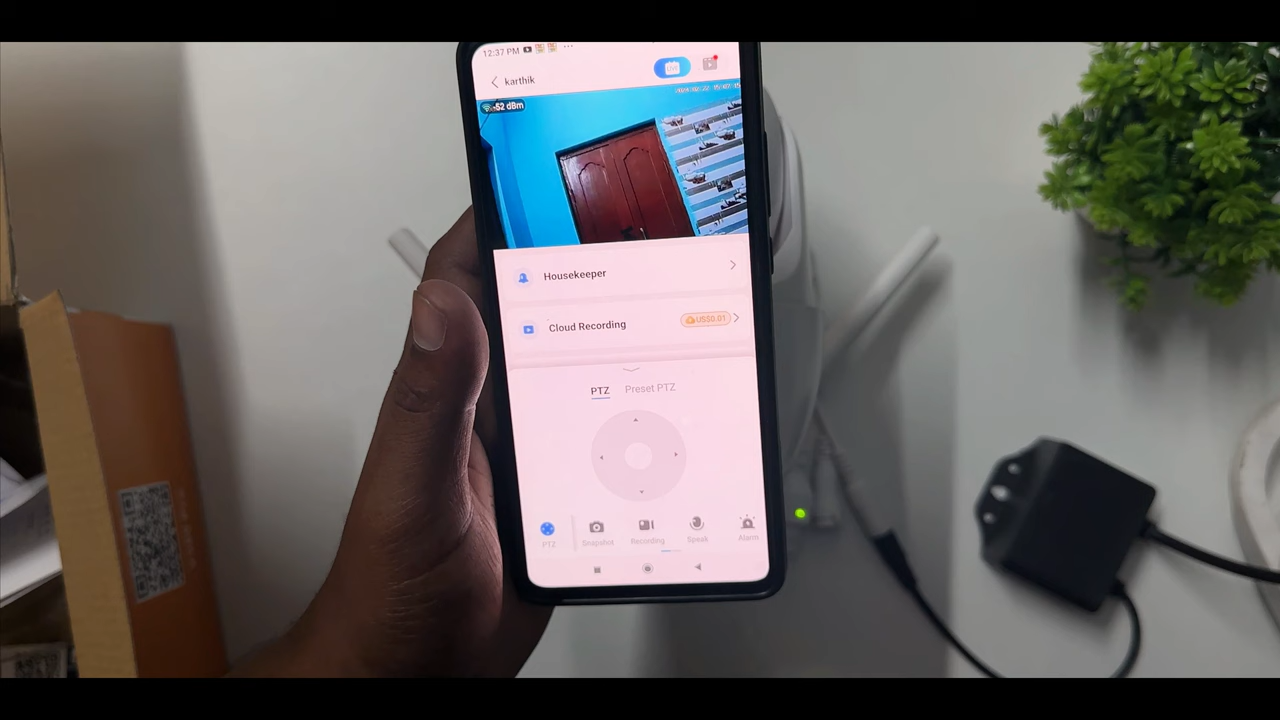 12:37 PM
karthik
-52 dBm
Housekeeper
Cloud Recording
US$0.01
PTZ Preset PTZ
PTZ Snapshot Recording Speak Alarm